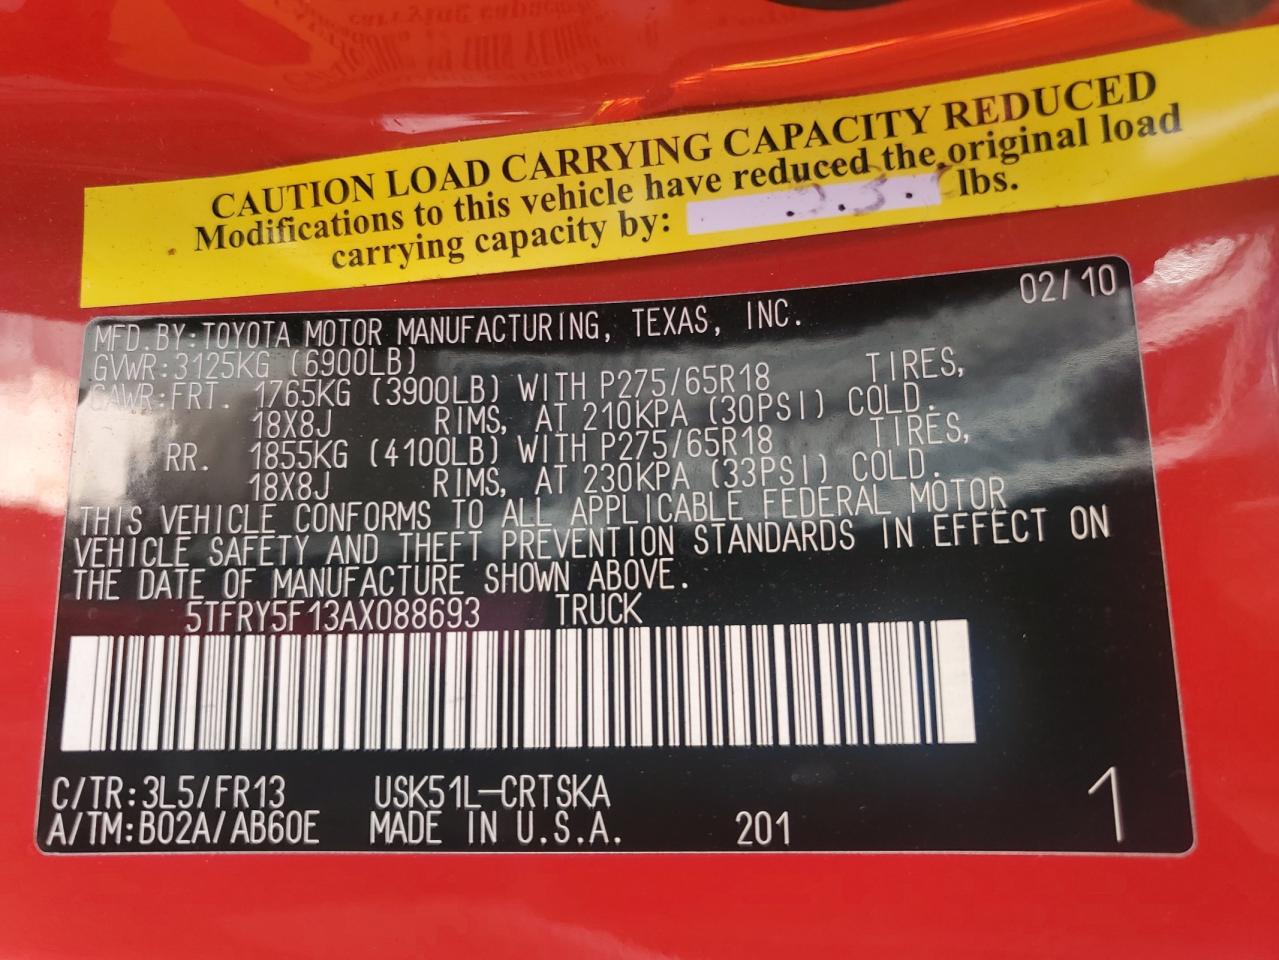 CAUTION LOAD CARRYING CAPACITY REDUCED
Modifications to this vehicle have reduced the original load
carrying capacity by: lbs.
02/10
MFD.BY:TOYOTA MOTOR MANUFACTURING, TEXAS, INC.
GVWR:3125KG (6900LB)
GAWR:FRT. 1765KG (3900LB) WITH P275/65R18 TIRES,
18X8J RIMS, AT 210KPA (30PSI) COLD.
RR. 1855KG (4100LB) WITH P275/65R18 TIRES,
18X8J RIMS, AT 230KPA (33PSI) COLD.
THIS VEHICLE CONFORMS TO ALL APPLICABLE FEDERAL MOTOR
VEHICLE SAFETY AND THEFT PREVENTION STANDARDS IN EFFECT ON
THE DATE OF MANUFACTURE SHOWN ABOVE.
5TFRY5F13AX088693 TRUCK
C/TR:3L5/FR13 USK51L-CRTSKA
A/TM:B02A/AB60E MADE IN U.S.A. 201 1